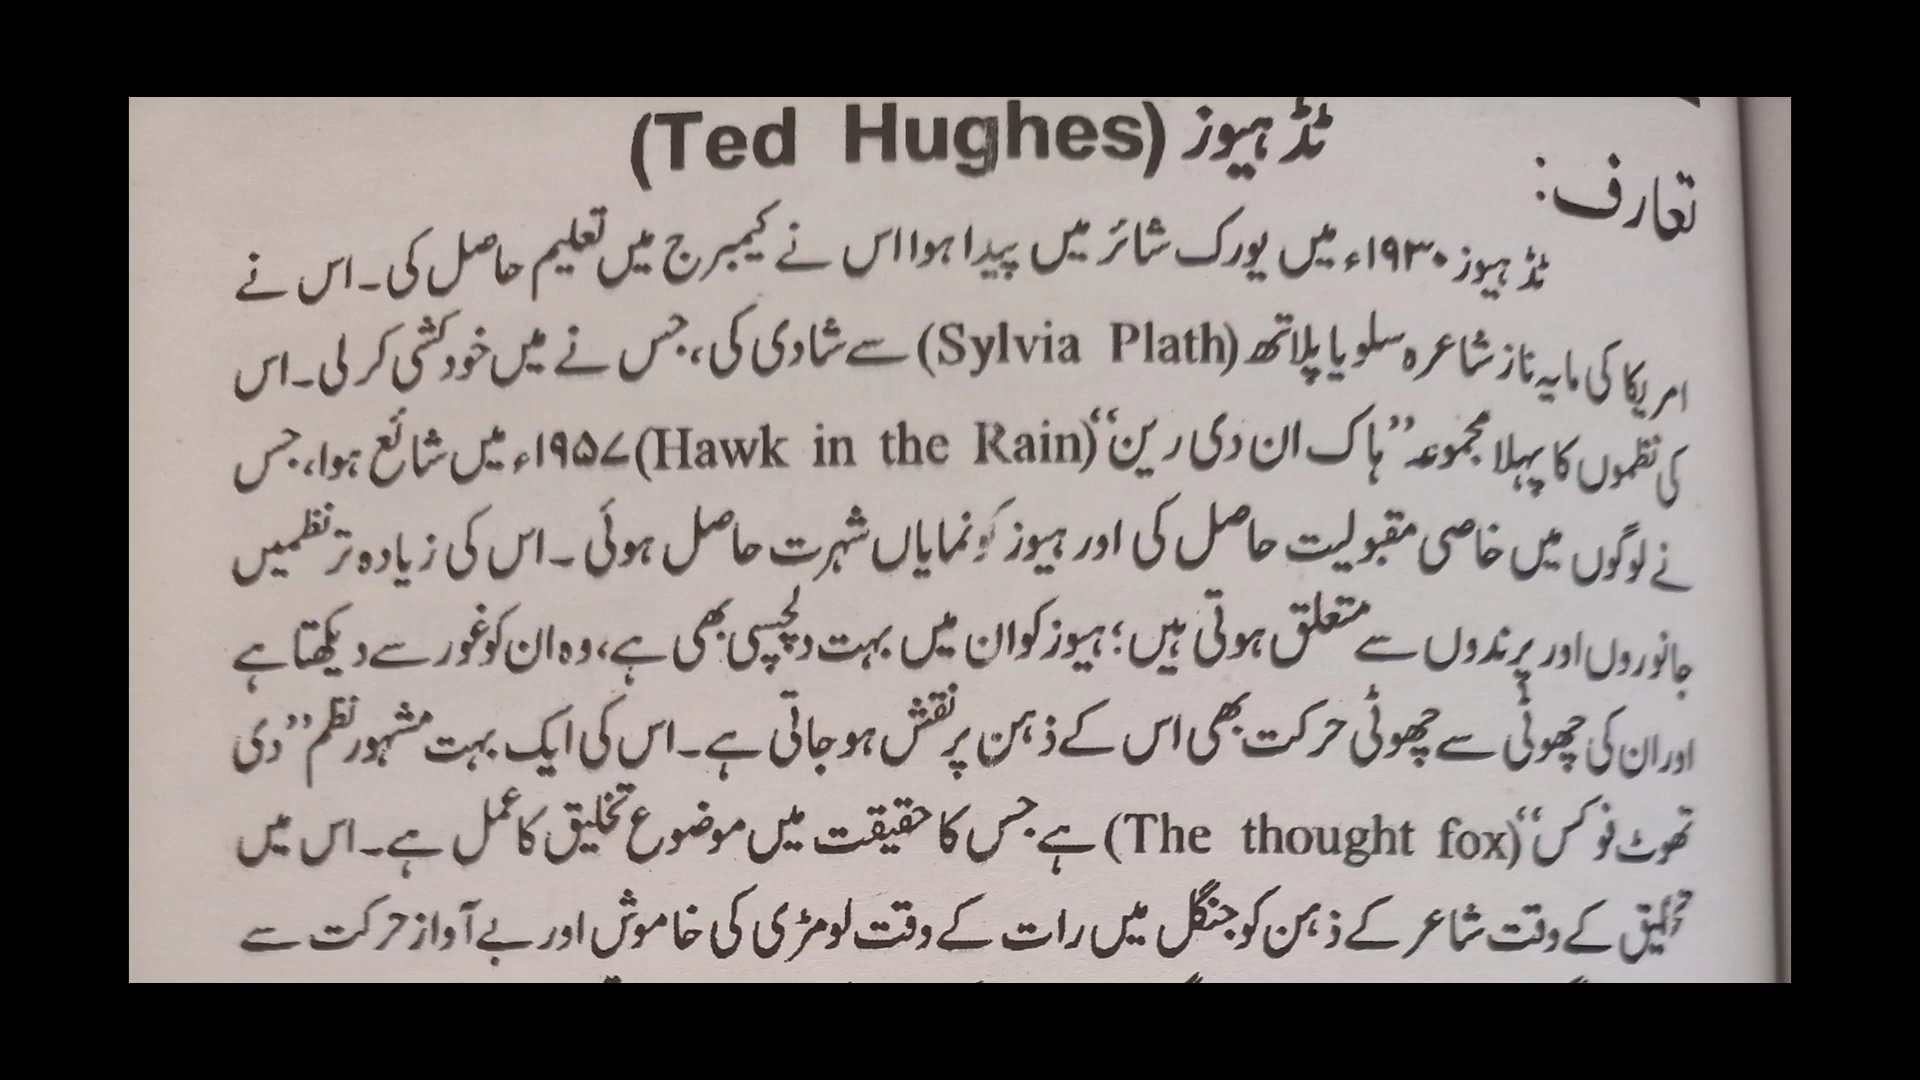 ٹڈ ہیوز (Ted Hughes)
تعارف:
ٹڈ ہیوز ۱۹۳۰ء میں یورک شائر میں پیدا ہوا اس نے کیمبرج میں تعلیم حاصل کی۔ اس نے
امریکا کی مایہ ناز شاعرہ سلویا پلاتھ (Sylvia Plath) سے شادی کی، جس نے میں خودکشی کر لی۔ اس
کی نظموں کا پہلا مجموعہ ”ہاک ان دی رین“ (Hawk in the Rain) ۱۹۵۷ء میں شائع ہوا، جس
نے لوگوں میں خاصی مقبولیت حاصل کی اور ہیوز کو نمایاں شہرت حاصل ہوئی ۔ اس کی زیادہ تر نظمیں
جانوروں اور پرندوں سے متعلق ہوتی ہیں؛ ہیوز کو ان میں بہت دلچسپی بھی ہے، وہ ان کو غور سے دیکھتا ہے
اور ان کی چھوٹی سے چھوٹی حرکت بھی اس کے ذہن پر نقش ہو جاتی ہے۔ اس کی ایک بہت مشہور نظم ”دی
تھوٹ فوکس“ (The thought fox) ہے جس کا حقیقت میں موضوع تخلیق کا عمل ہے۔ اس میں
تخلیق کے وقت شاعر کے ذہن کو جنگل میں رات کے وقت لومڑی کی خاموش اور بے آواز حرکت سے